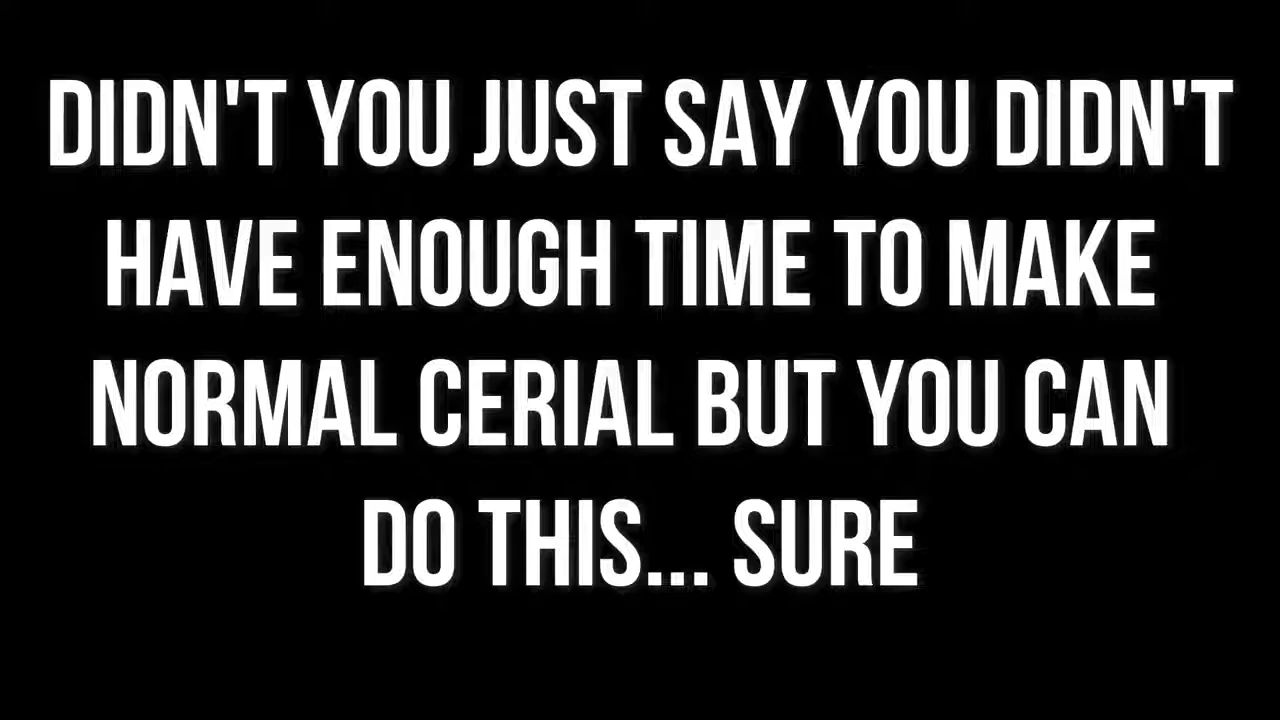 DIDN'T YOU JUST SAY YOU DIDN'T
HAVE ENOUGH TIME TO MAKE
NORMAL CERIAL BUT YOU CAN
DO THIS... SURE